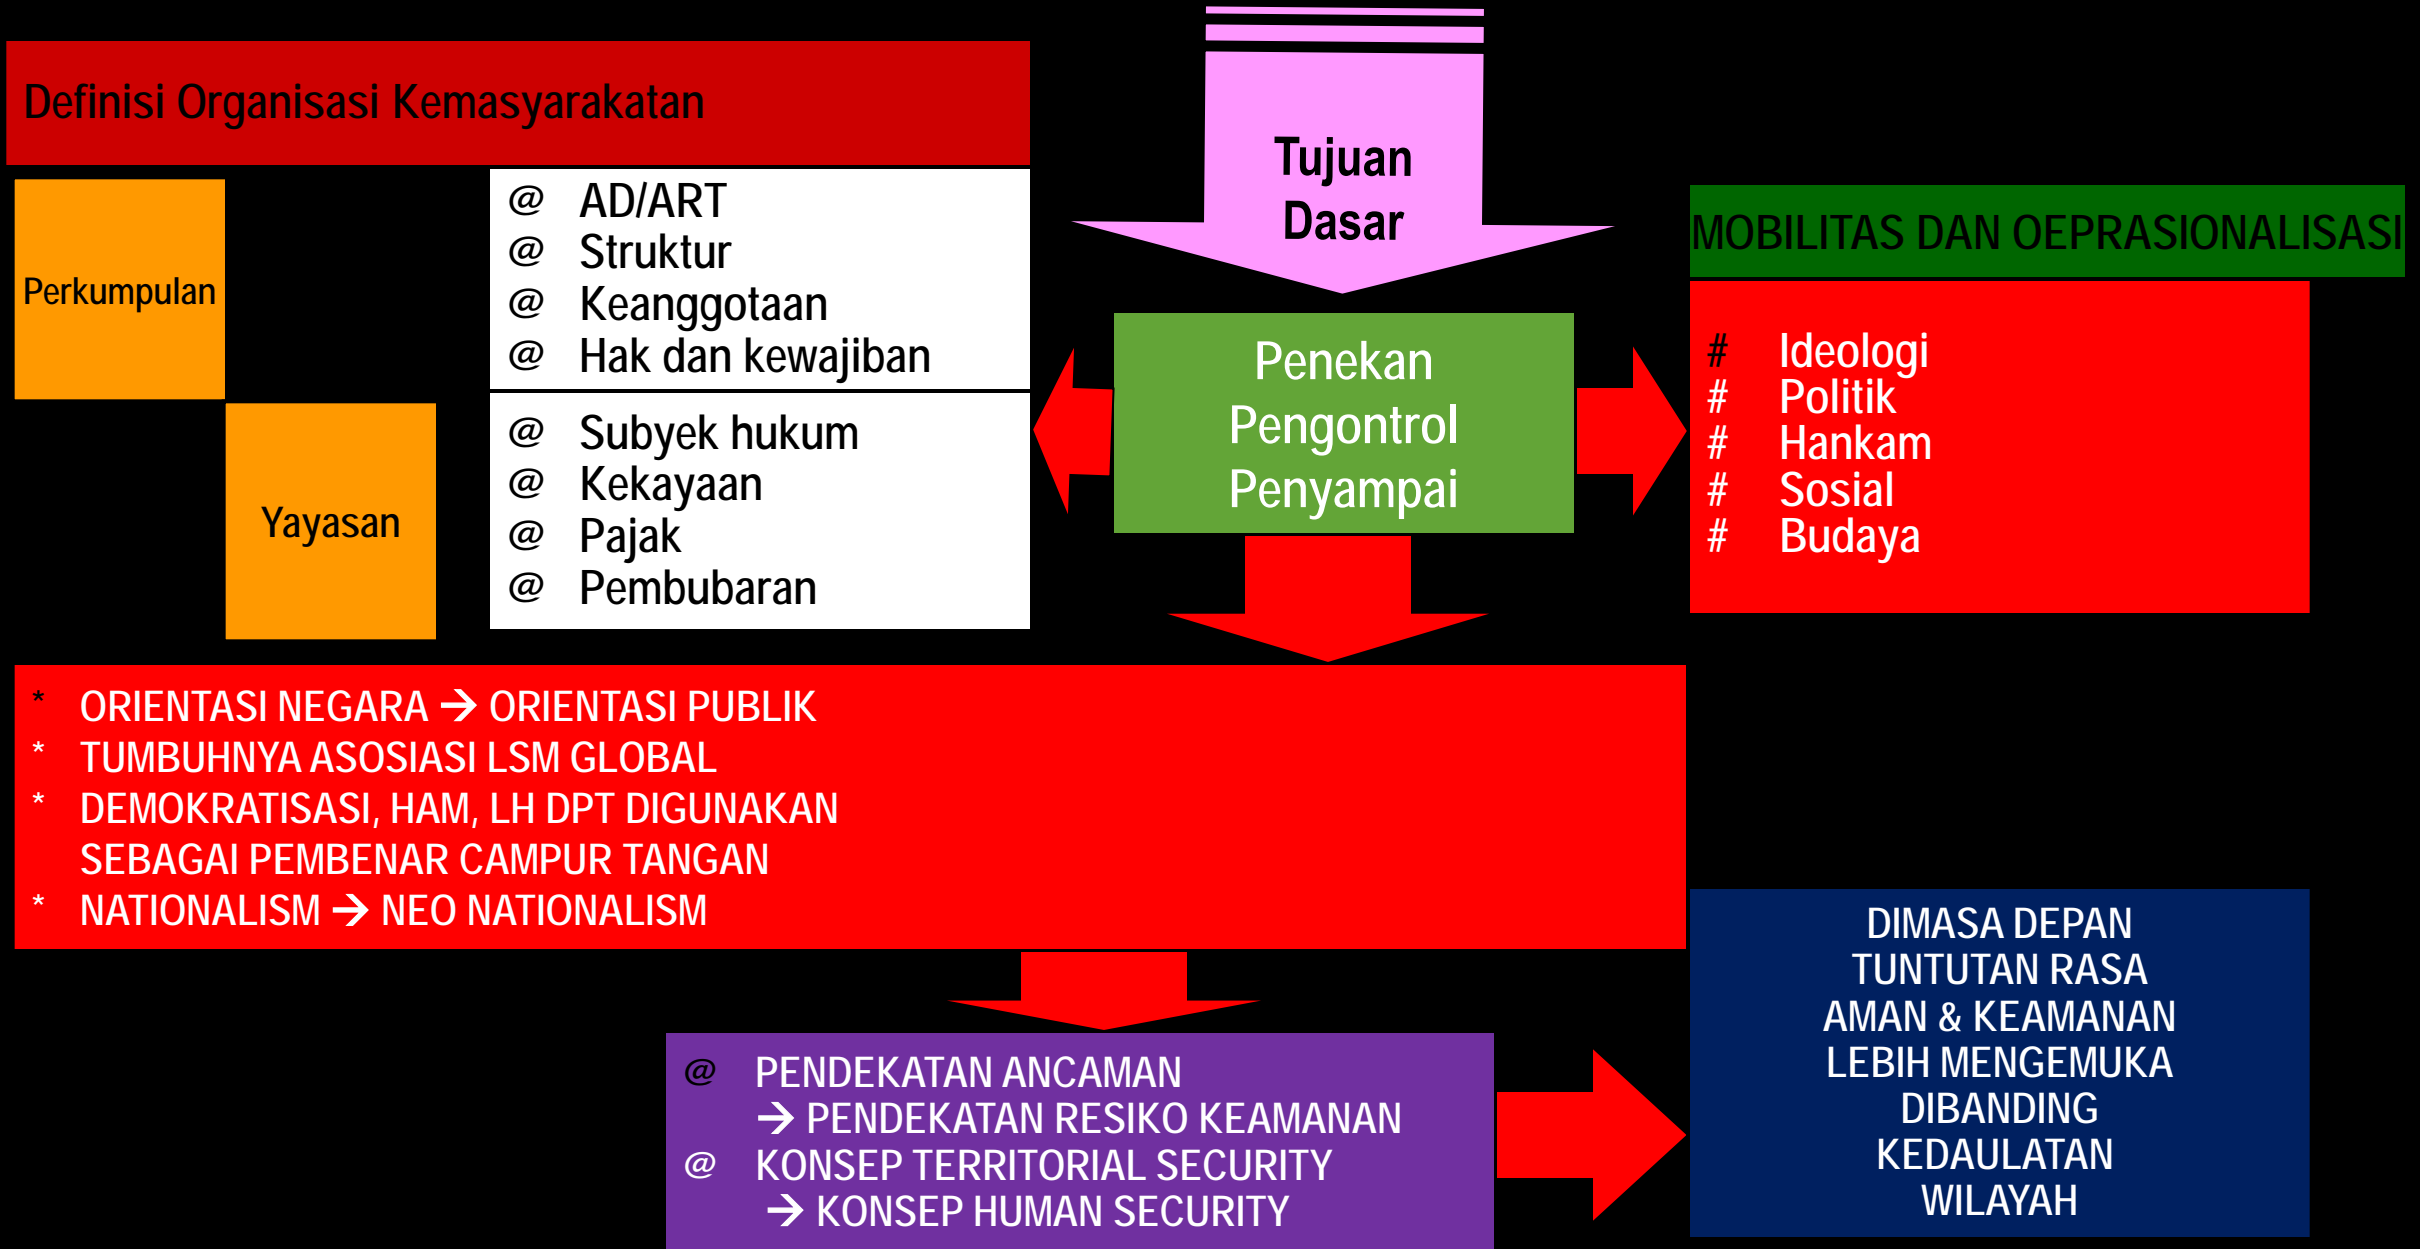 Definisi Organisasi Kemasyarakatan
Perkumpulan
@ AD/ART
@ Struktur
@ Keanggotaan
@ Hak dan kewajiban
Yayasan
@ Subyek hukum
@ Kekayaan
@ Pajak
@ Pembubaran
Tujuan
Dasar
Penekan
Pengontrol
Penyampai
MOBILITAS DAN OEPRASIONALISASI
# Ideologi
# Politik
# Hankam
# Sosial
# Budaya
* ORIENTASI NEGARA → ORIENTASI PUBLIK
* TUMBUHNYA ASOSIASI LSM GLOBAL
* DEMOKRATISASI, HAM, LH DPT DIGUNAKAN
SEBAGAI PEMBENAR CAMPUR TANGAN
* NATIONALISM → NEO NATIONALISM
@ PENDEKATAN ANCAMAN
→ PENDEKATAN RESIKO KEAMANAN
@ KONSEP TERRITORIAL SECURITY
→ KONSEP HUMAN SECURITY
DIMASA DEPAN
TUNTUTAN RASA
AMAN & KEAMANAN
LEBIH MENGEMUKA
DIBANDING
KEDAULATAN
WILAYAH